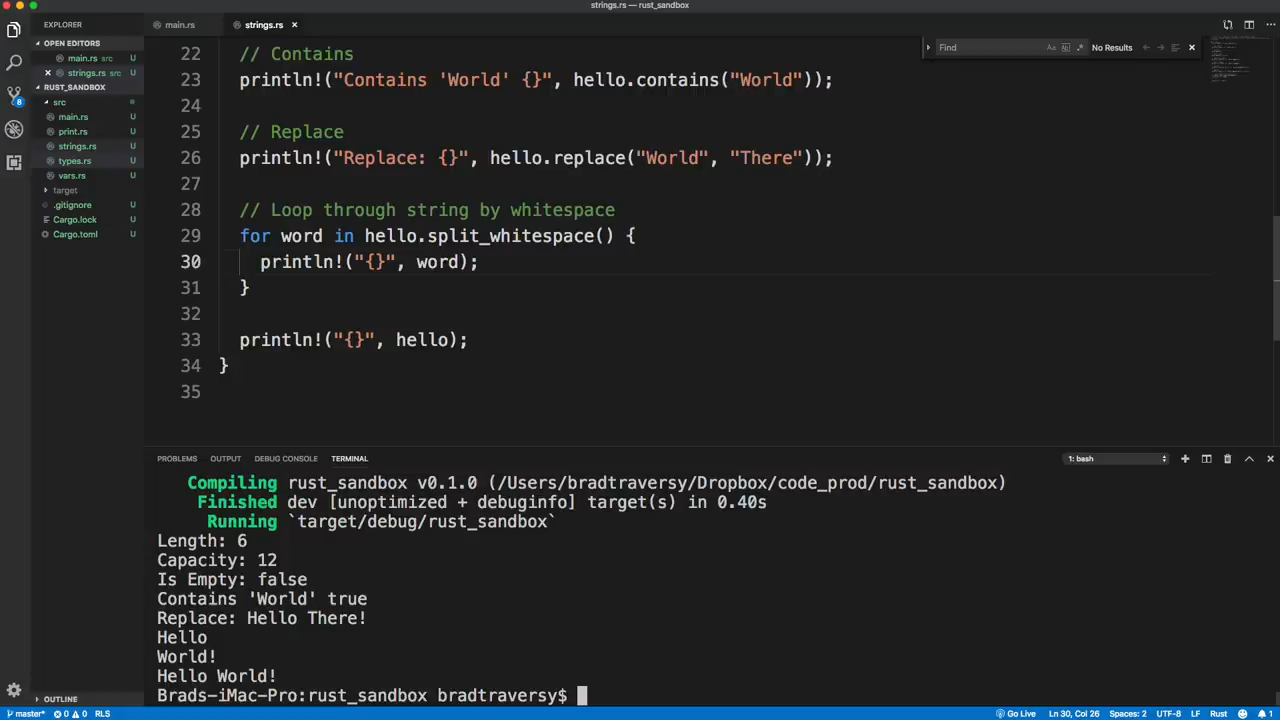 strings.rs — rust_sandbox
EXPLORER
OPEN EDITORS
main.rs src U
strings.rs src U
RUST_SANDBOX
src
main.rs U
print.rs U
strings.rs U
types.rs U
vars.rs U
target
.gitignore U
Cargo.lock U
Cargo.toml U
OUTLINE
8
main.rs
strings.rs
Find
No Results
22 // Contains
23 println!("Contains 'World' {}", hello.contains("World"));
24
25 // Replace
26 println!("Replace: {}", hello.replace("World", "There"));
27
28 // Loop through string by whitespace
29 for word in hello.split_whitespace() {
30 println!("{}", word);
31 }
32
33 println!("{}", hello);
34 }
35
PROBLEMS OUTPUT DEBUG CONSOLE TERMINAL 1: bash
Compiling rust_sandbox v0.1.0 (/Users/bradtraversy/Dropbox/code_prod/rust_sandbox)
Finished dev [unoptimized + debuginfo] target(s) in 0.40s
Running `target/debug/rust_sandbox`
Length: 6
Capacity: 12
Is Empty: false
Contains 'World' true
Replace: Hello There!
Hello
World!
Hello World!
Brads-iMac-Pro:rust_sandbox bradtraversy$
master* 0 0 RLS Go Live Ln 30, Col 26 Spaces: 2 UTF-8 LF Rust 1